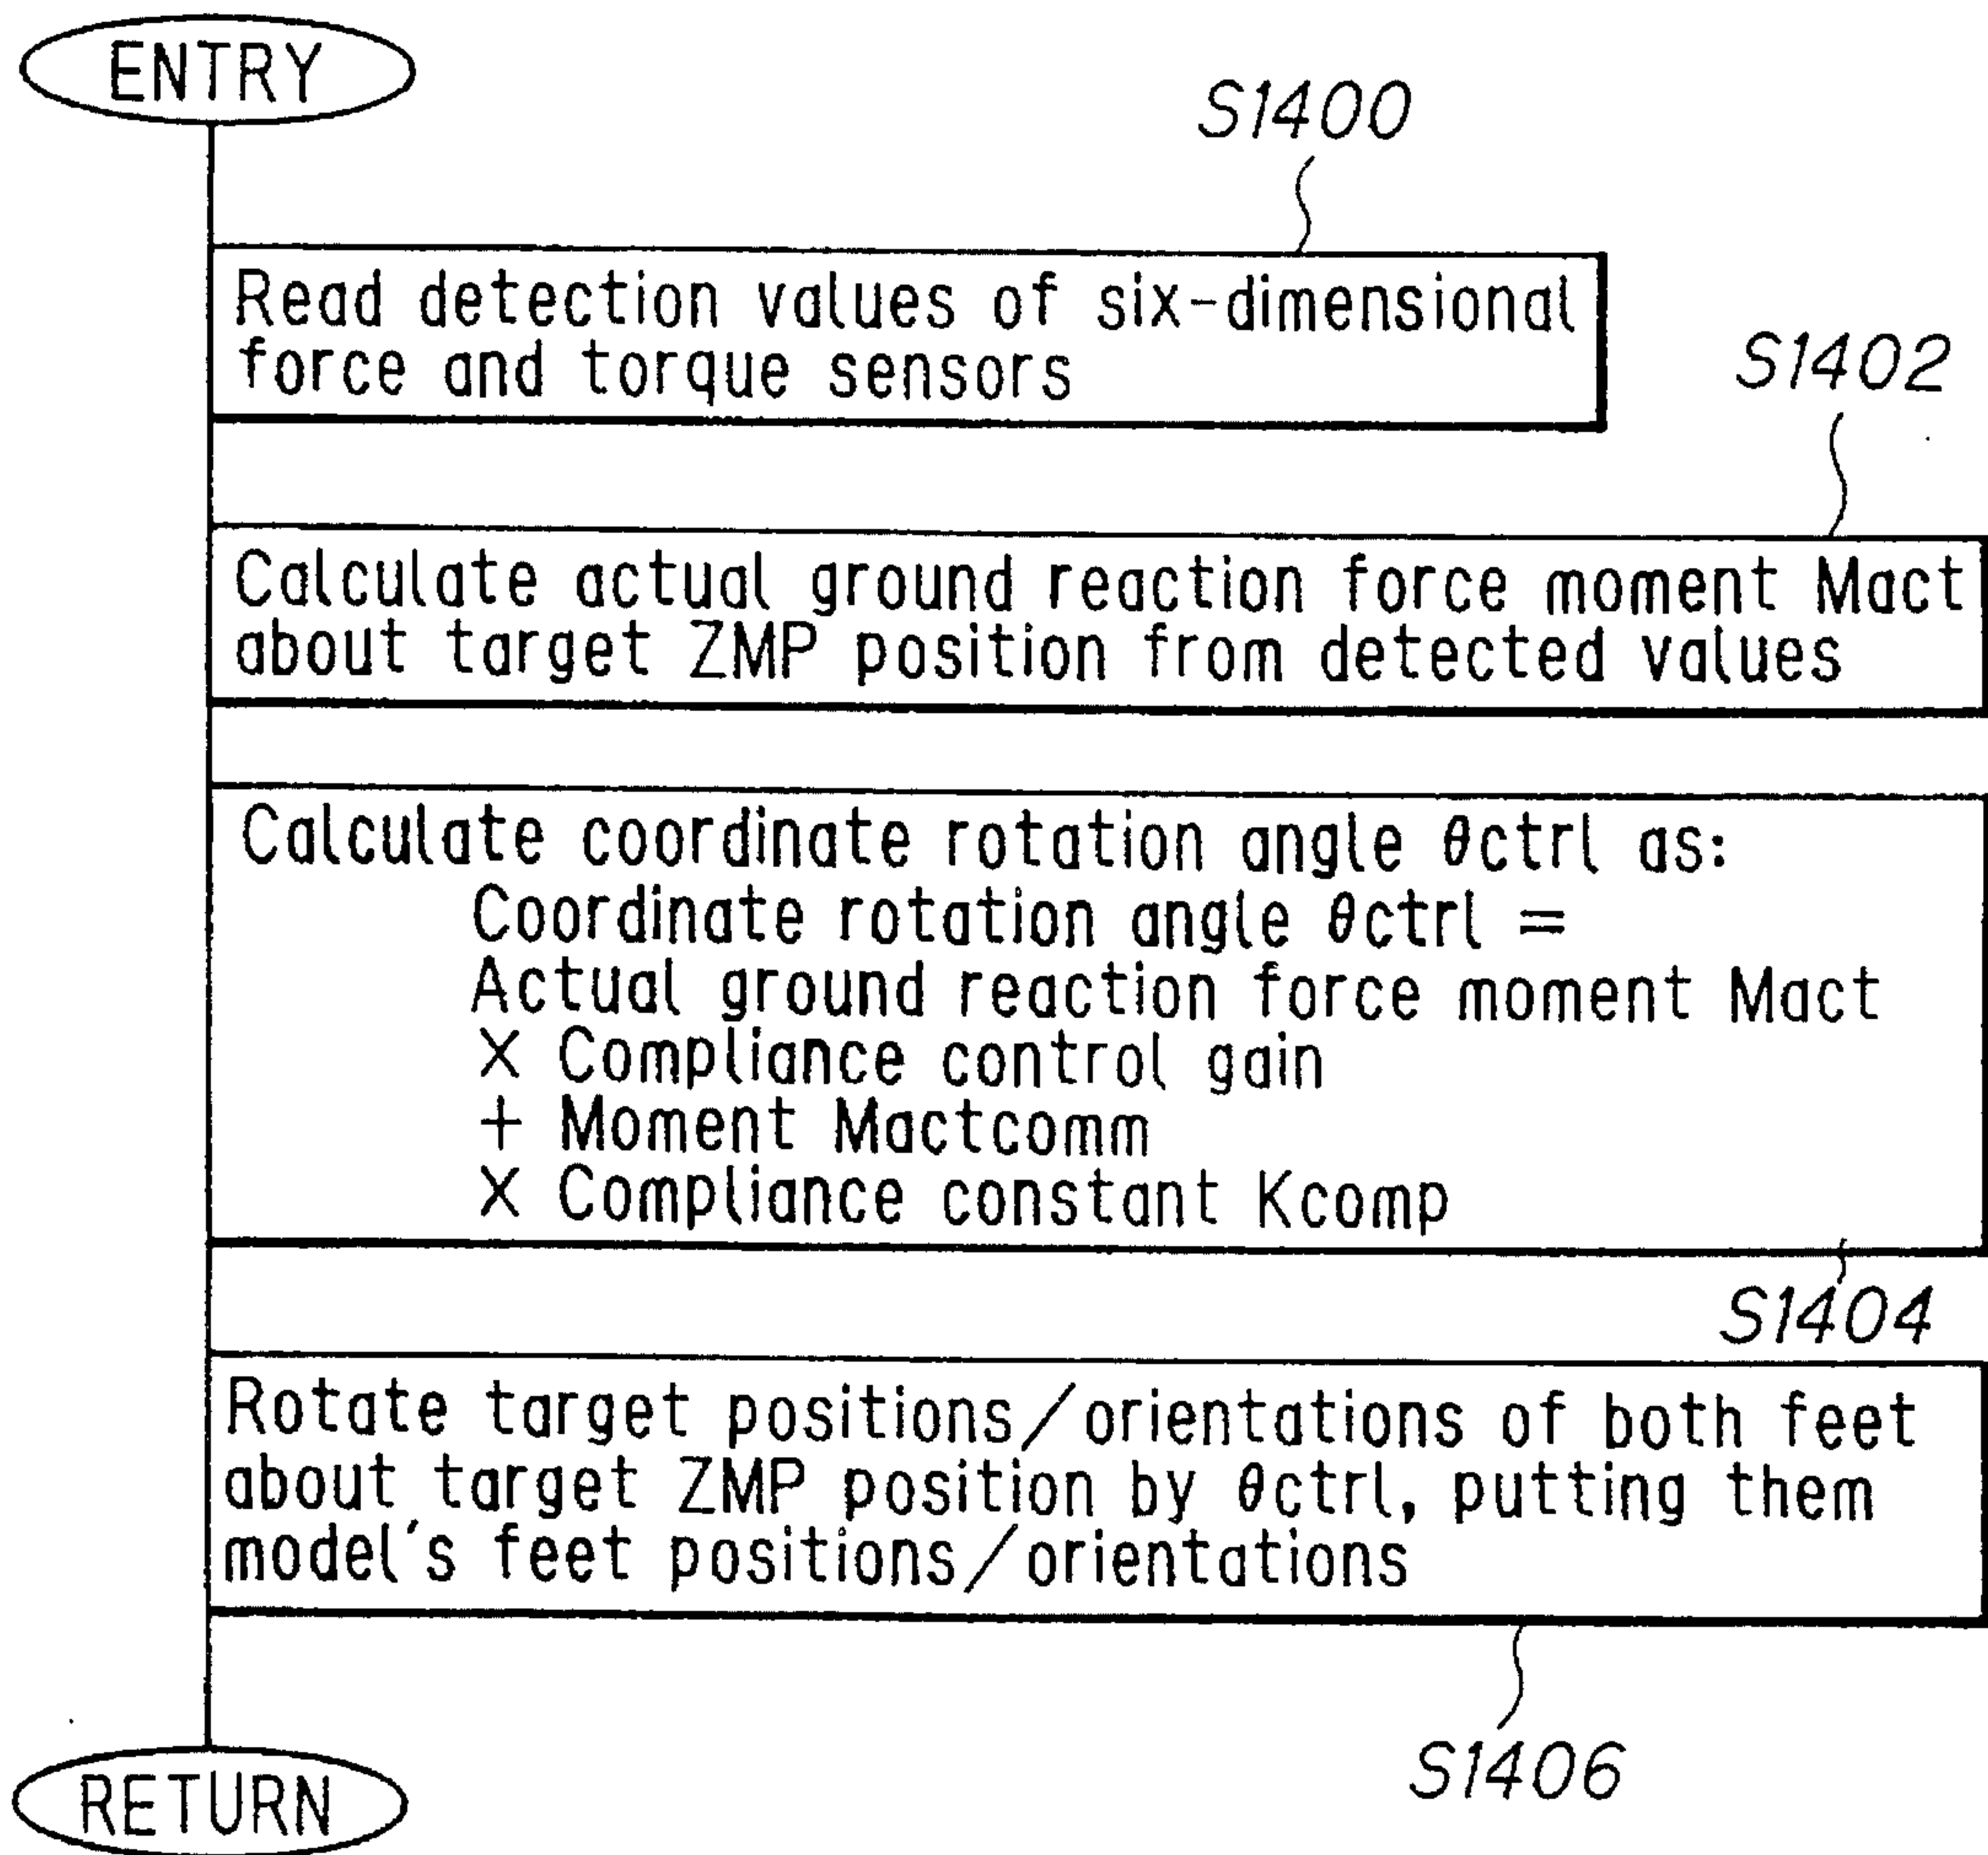 ENTRY
S1400
Read detection values of six-dimensional
force and torque sensors
S1402
Calculate actual ground reaction force moment Mact
about target ZMP position from detected values
Calculate coordinate rotation angle θctrl as:
Coordinate rotation angle θctrl =
Actual ground reaction force moment Mact
× Compliance control gain
+ Moment Mactcomm
× Compliance constant Kcomp
S1404
Rotate target positions/orientations of both feet
about target ZMP position by θctrl, putting them
model's feet positions/orientations
S1406
RETURN